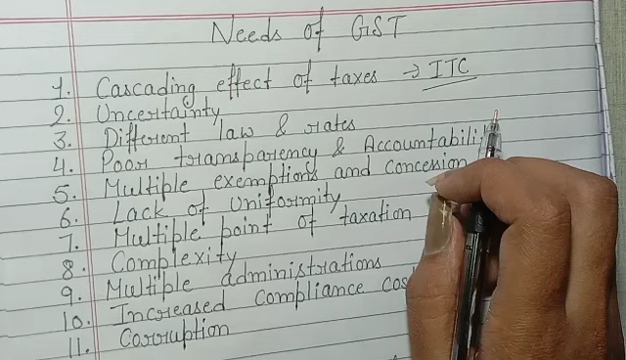 Needs of GST
1. Cascading effect of taxes → ITC
2. Uncertainty
3. Different law & rates
4. Poor transparency & Accountabili
5. Multiple exemptions and concession
6. Lack of Uniformity
7. Multiple point of taxation
8. Complexity
9. Multiple administrations
10. Increased compliance cos
11. Corruption